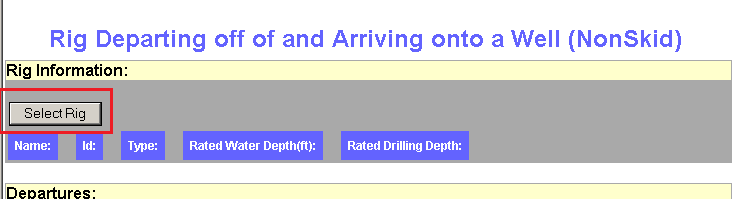 Rig Departing off of and Arriving onto a Well (NonSkid)
Rig Information:
Select Rig
Name: Id: Type: Rated Water Depth(ft): Rated Drilling Depth:
Departures: